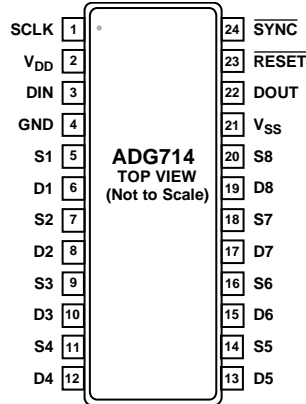 SCLK 1 24 SYNC
VDD 2 23 RESET
DIN 3 22 DOUT
GND 4 21 VSS
S1 5 20 S8
ADG714
D1 6 19 D8
TOP VIEW
(Not to Scale)
S2 7 18 S7
D2 8 17 D7
S3 9 16 S6
D3 10 15 D6
S4 11 14 S5
D4 12 13 D5